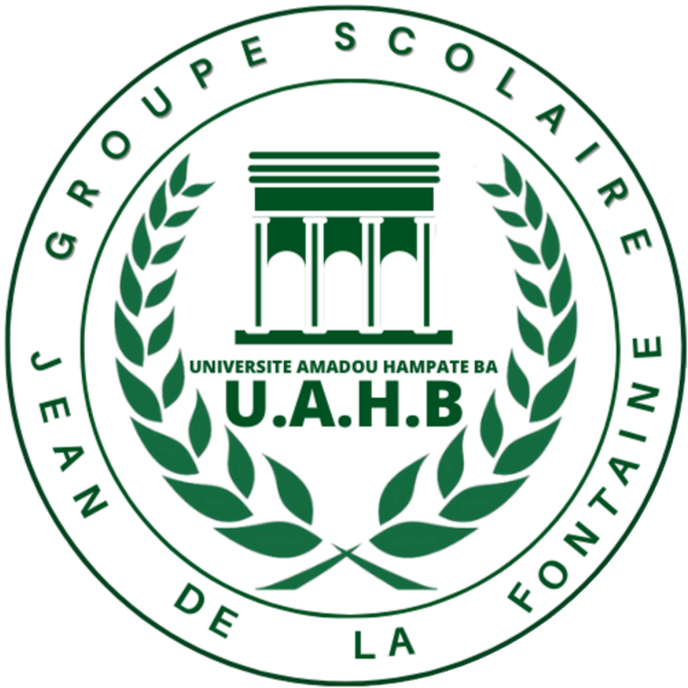 GROUPE SCOLAIRE
UNIVERSITE AMADOU HAMPATE BA
U.A.H.B
JEAN DE LA FONTAINE